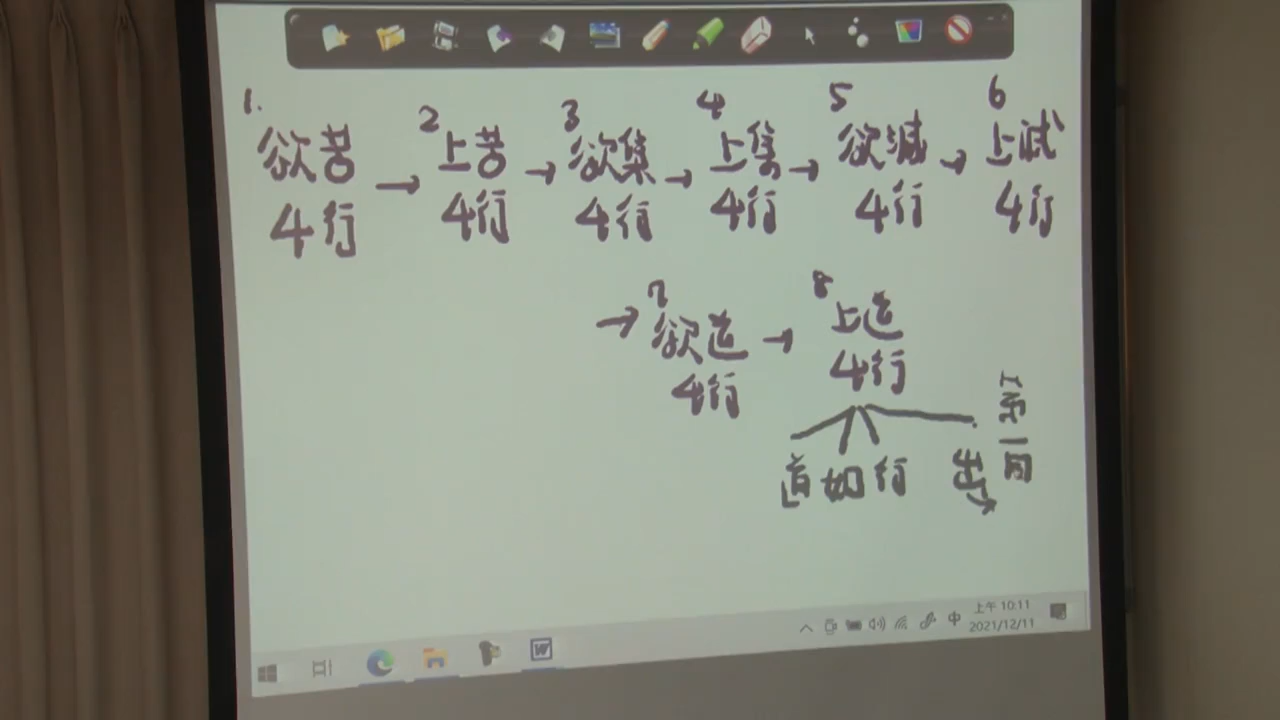 1. 2 3 4 5 6
欲苦 → 上苦 → 欲集 → 上集 → 欲滅 → 上滅
4行 4行 4行 4行 4行 4行
7 8
→ 欲道 → 上道
4行 4行
道 如 行 出
第一周
上午 10:11
中
2021/12/11
W